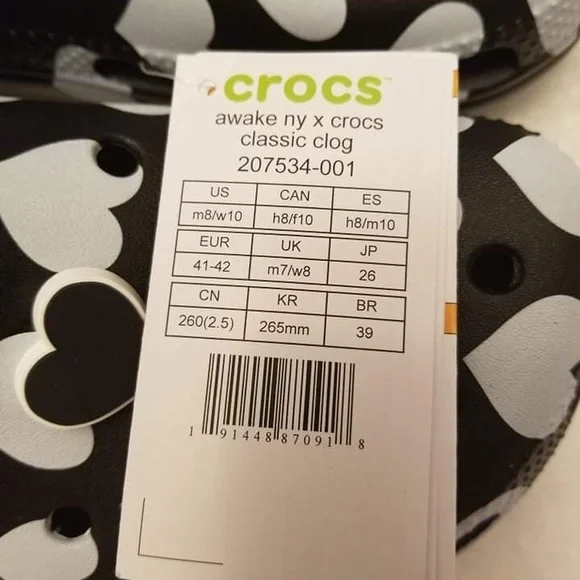 crocs™
awake ny x crocs
classic clog
207534-001
US CAN ES
m8/w10 h8/f10 h8/m10
EUR UK JP
41-42 m7/w8 26
CN KR BR
260(2.5) 265mm 39
1 91448 87091 8